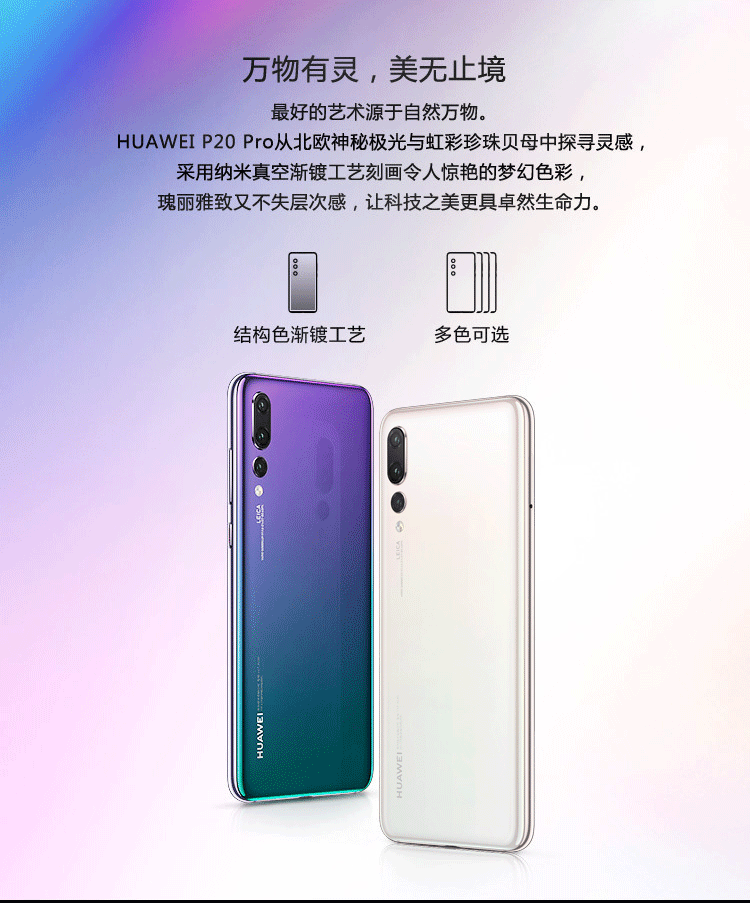 万物有灵，美无止境
最好的艺术源于自然万物。
HUAWEI P20 Pro从北欧神秘极光与虹彩珍珠贝母中探寻灵感，
采用纳米真空渐镀工艺刻画令人惊艳的梦幻色彩，
瑰丽雅致又不失层次感，让科技之美更具卓然生命力。
结构色渐镀工艺
多色可选
LEICA
HUAWEI
LEICA
HUAWEI